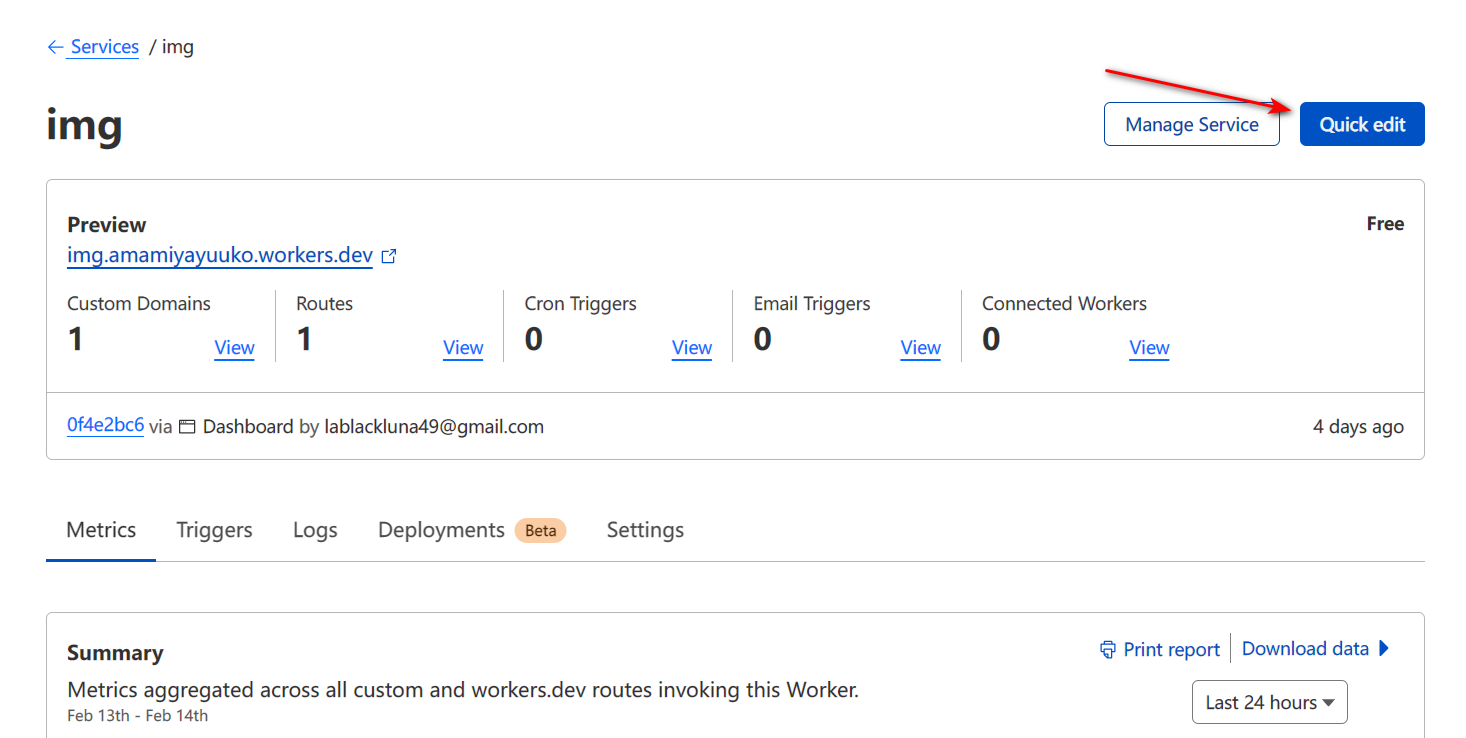 Services / img
img
Manage Service
Quick edit
Preview
Free
img.amamiyayuuko.workers.dev
Custom Domains
1
View
Routes
1
View
Cron Triggers
0
View
Email Triggers
0
View
Connected Workers
0
View
0f4e2bc6 via Dashboard by lablackluna49@gmail.com
4 days ago
Metrics
Triggers
Logs
Deployments Beta
Settings
Summary
Print report
Download data
Metrics aggregated across all custom and workers.dev routes invoking this Worker.
Feb 13th - Feb 14th
Last 24 hours